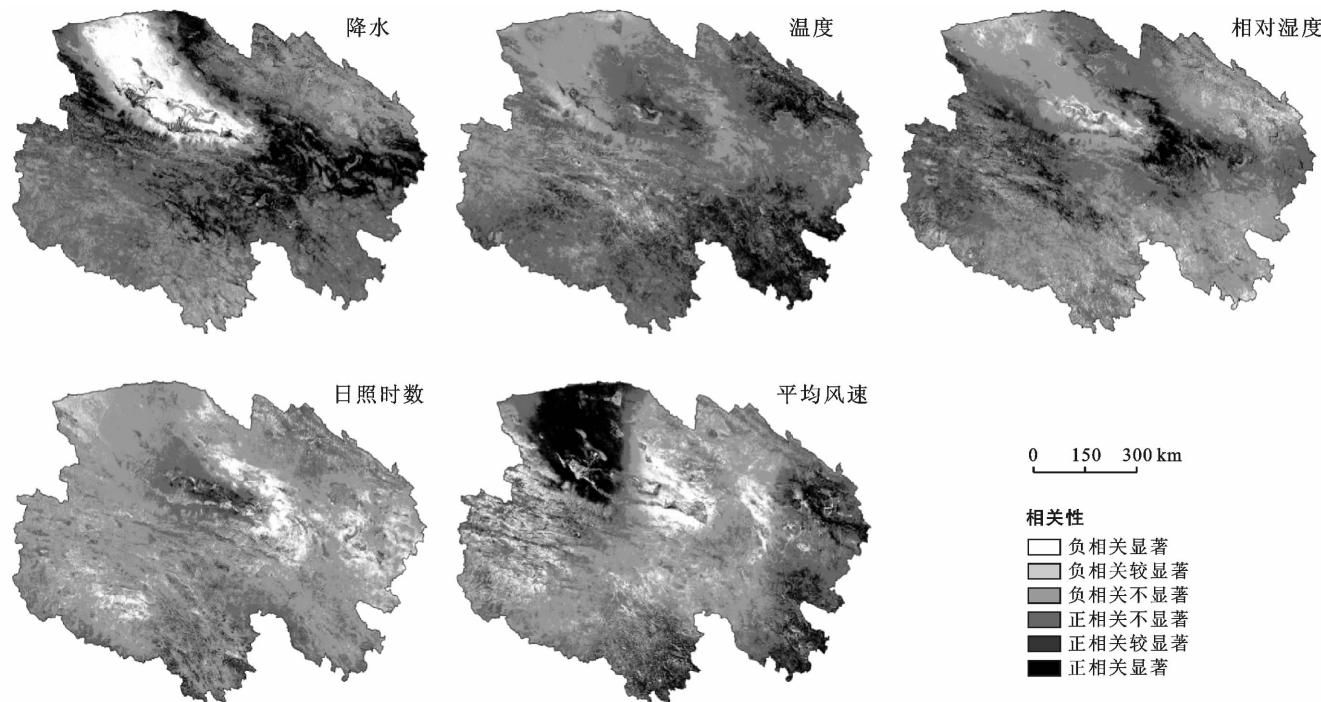 降水
温度
相对湿度
日照时数
平均风速
0 150 300 km
相关性
负相关显著
负相关较显著
负相关不显著
正相关不显著
正相关较显著
正相关显著